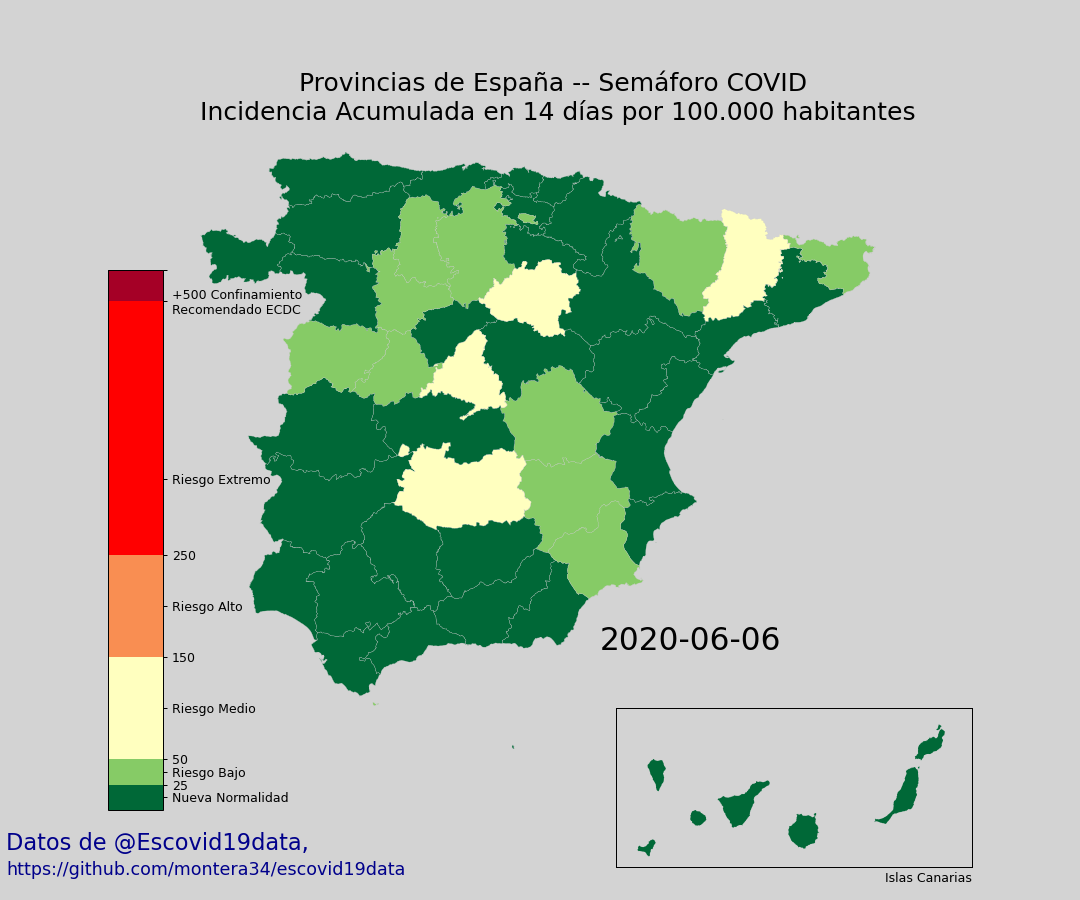 Provincias de España -- Semáforo COVID
Incidencia Acumulada en 14 días por 100.000 habitantes
+500 Confinamiento
Recomendado ECDC
Riesgo Extremo
250
Riesgo Alto
150
Riesgo Medio
50
Riesgo Bajo
25
Nueva Normalidad
2020-06-06
Islas Canarias
Datos de @Escovid19data,
https://github.com/montera34/escovid19data